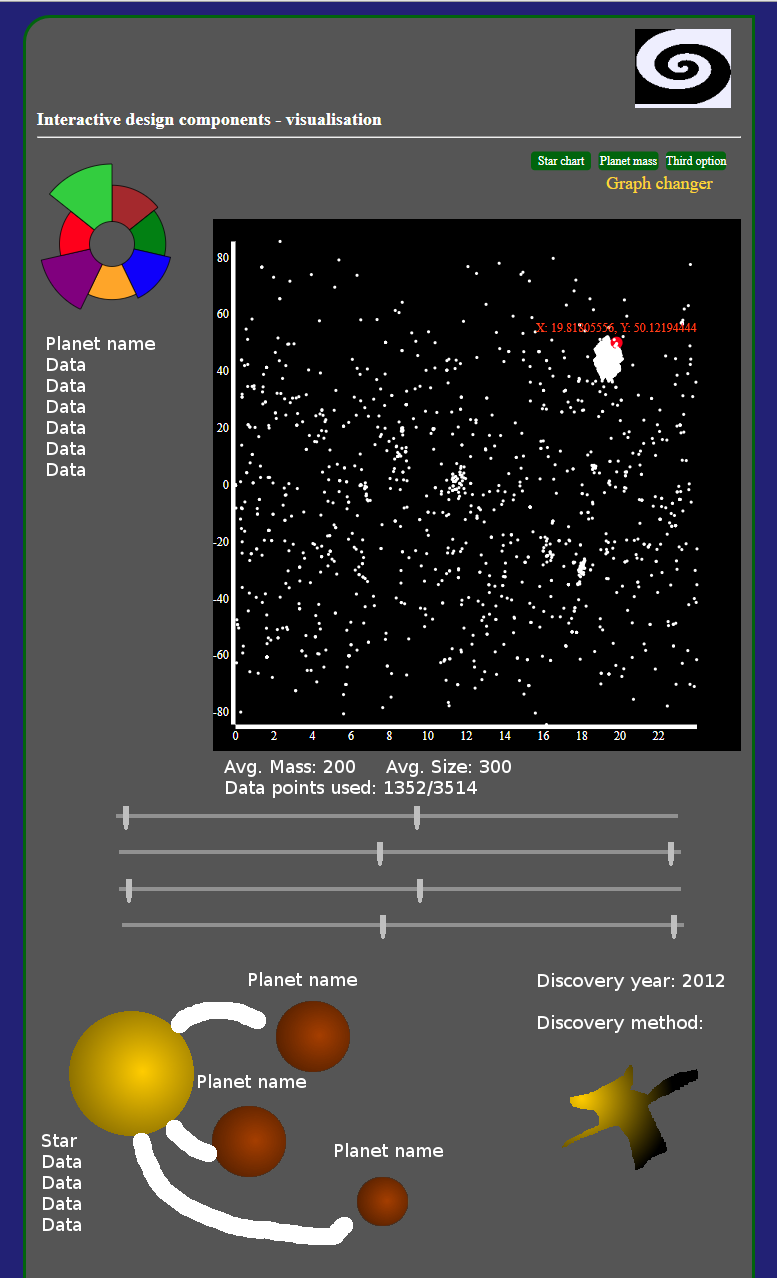 Interactive design components - visualisation
Star chart Planet mass Third option
Graph changer
Planet name
Data
Data
Data
Data
Data
Data
80
60
40
20
0
-20
-40
-60
-80
X: 19.81805556, Y: 50.12194444
0 2 4 6 8 10 12 14 16 18 20 22
Avg. Mass: 200 Avg. Size: 300
Data points used: 1352/3514
Planet name
Discovery year: 2012
Discovery method:
Planet name
Planet name
Star
Data
Data
Data
Data